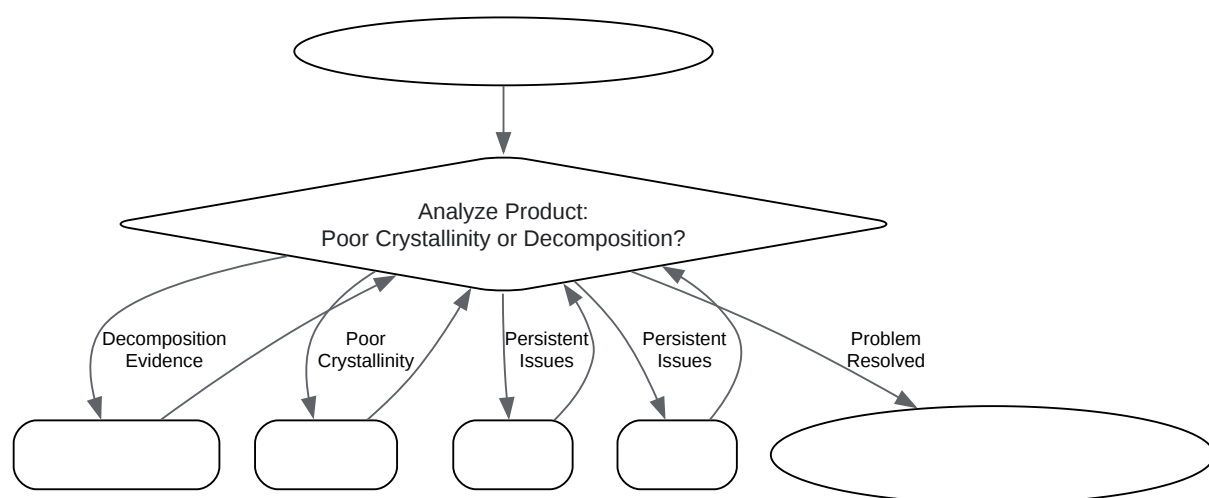 Analyze Product:
Poor Crystallinity or Decomposition?
Decomposition
Evidence
Poor
Crystallinity
Persistent
Issues
Persistent
Issues
Problem
Resolved